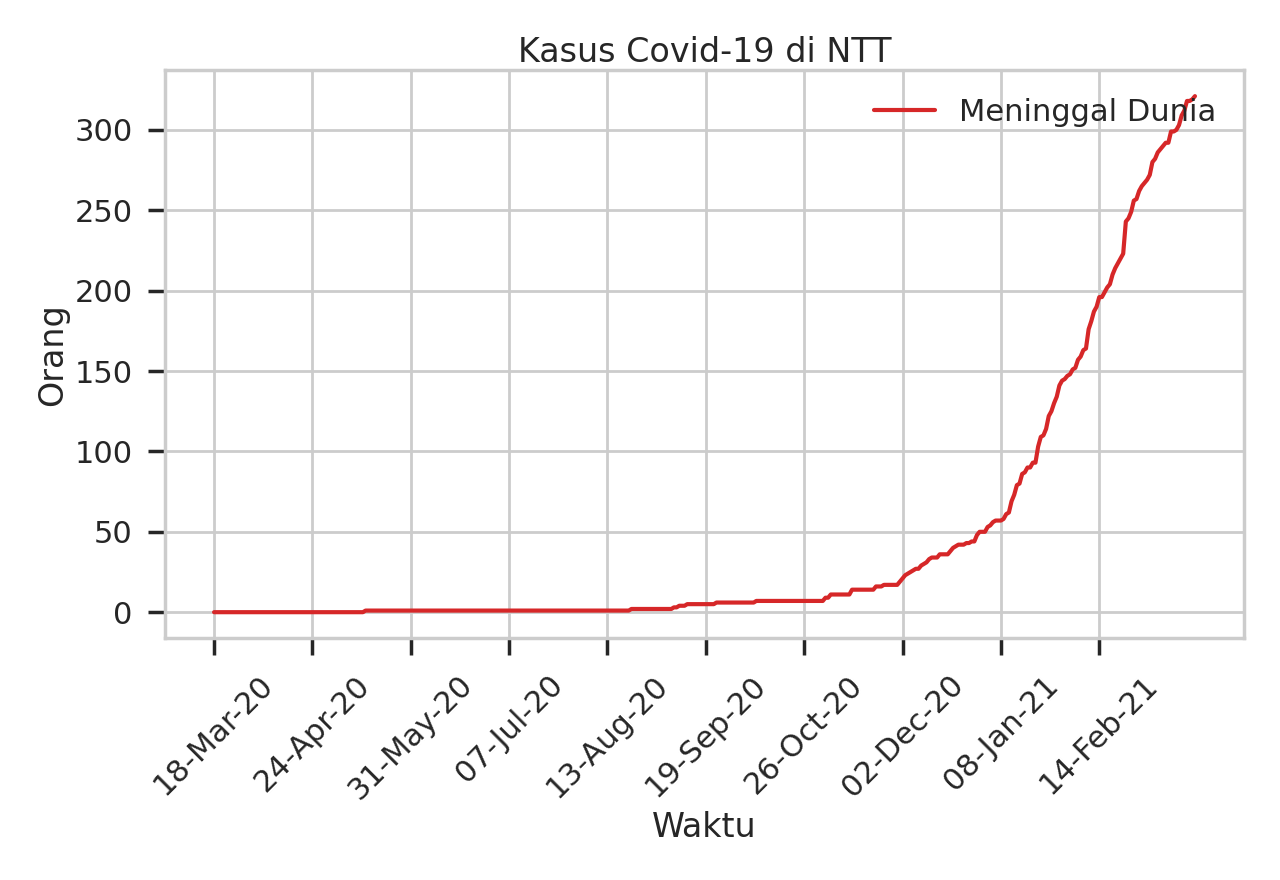 Kasus Covid-19 di NTT
Meninggal Dunia
300
250
200
150
100
50
0
Orang
18-Mar-20
24-Apr-20
31-May-20
07-Jul-20
13-Aug-20
19-Sep-20
26-Oct-20
02-Dec-20
08-Jan-21
14-Feb-21
Waktu